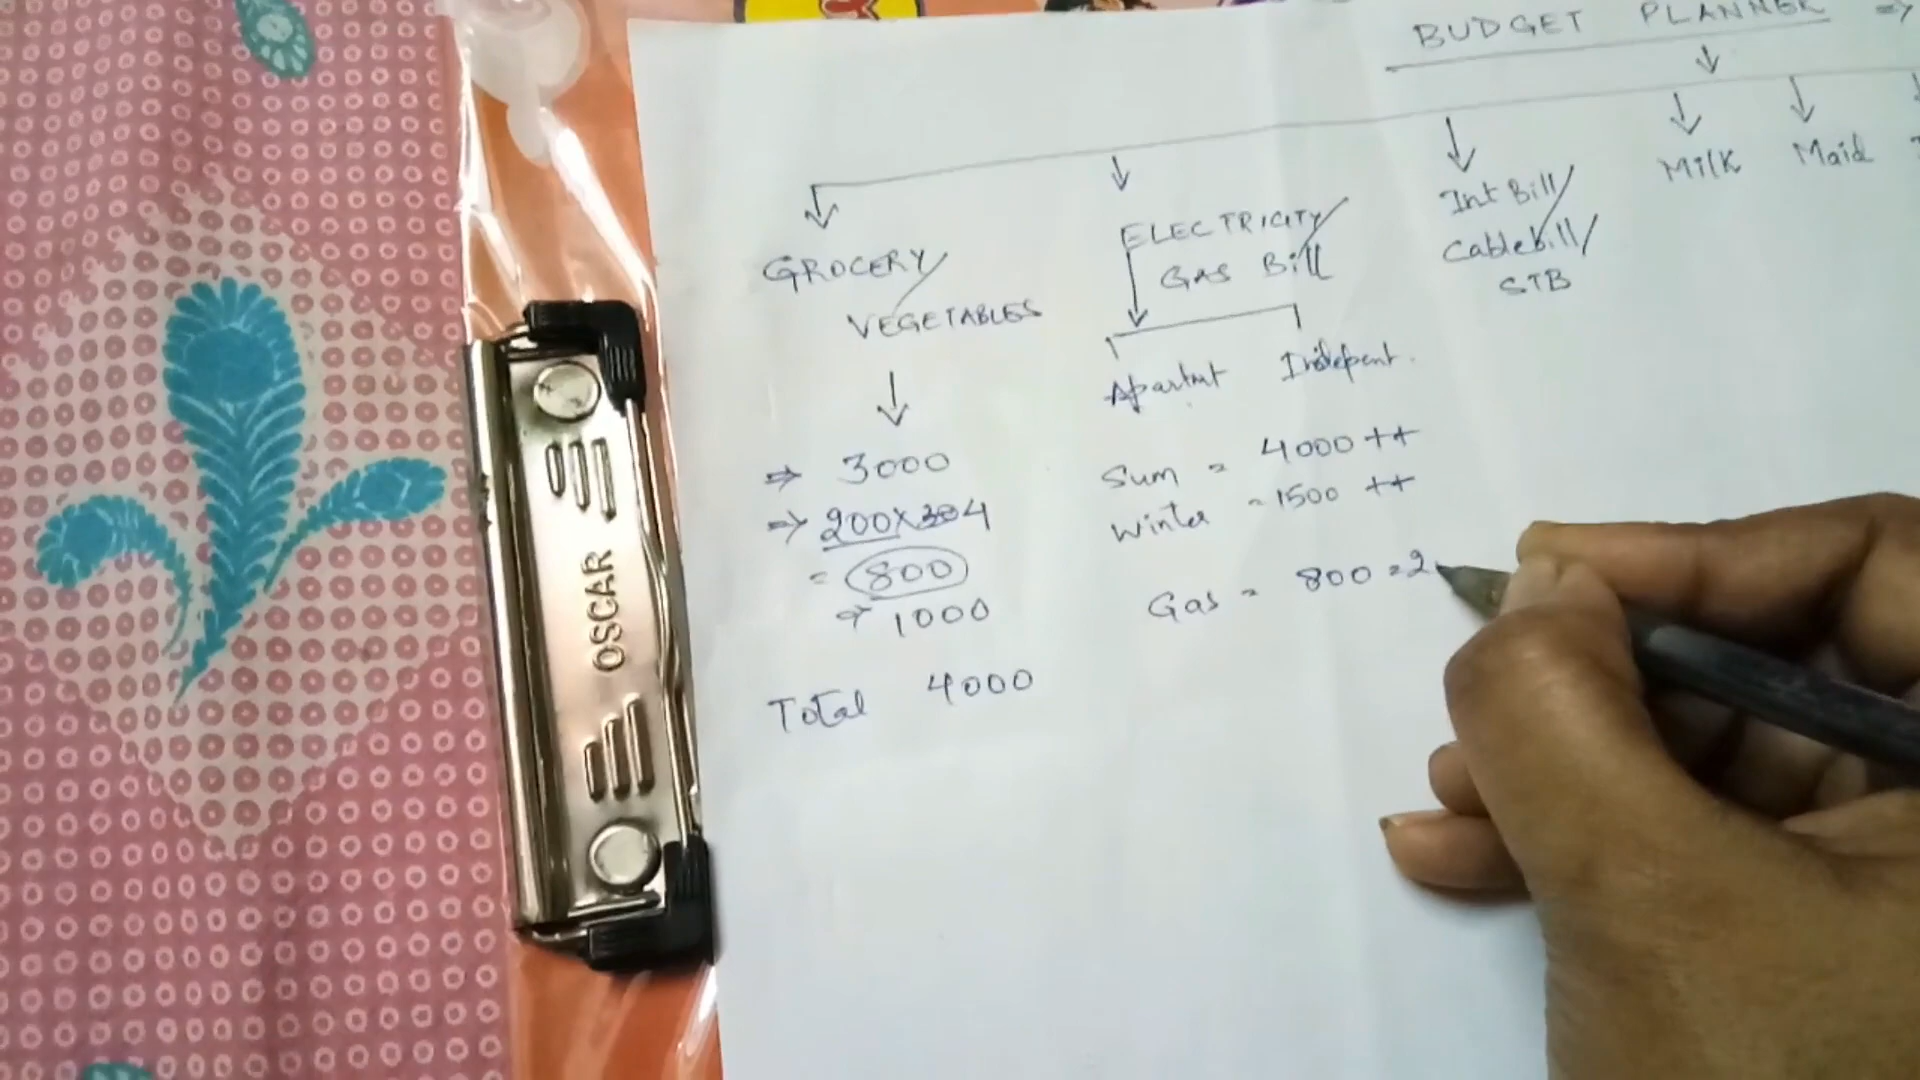 BUDGET PLANNER =>
GROCERY/
VEGETABLES
=> 3000
=> 200x304
= 800
=> 1000
Total 4000
ELECTRICITY/
GAS Bill
Apartmt Indepent.
Sum = 4000 ++
Winter = 1500 ++
Gas = 800 = 2
Int Bill/
Cablebill/
STB
Milk
Maid
OSCAR